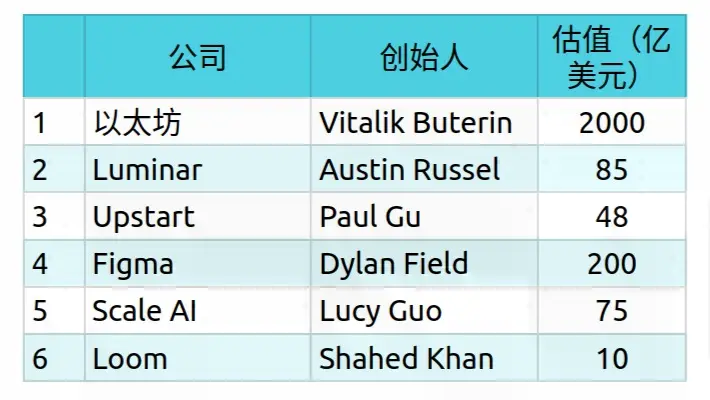 公司 创始人 估值（亿
美元）
1 以太坊 Vitalik Buterin 2000
2 Luminar Austin Russel 85
3 Upstart Paul Gu 48
4 Figma Dylan Field 200
5 Scale AI Lucy Guo 75
6 Loom Shahed Khan 10